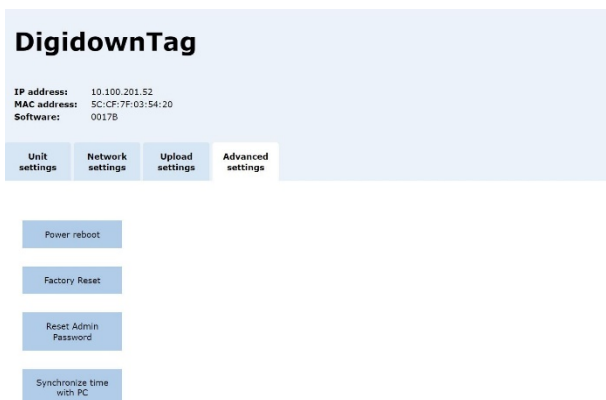 DigidownTag
IP address: 10.100.201.52
MAC address: 5C:CF:7F:03:54:20
Software: 0017B
Unit settings
Network settings
Upload settings
Advanced settings
Power reboot
Factory Reset
Reset Admin
Password
Synchronize time
with PC